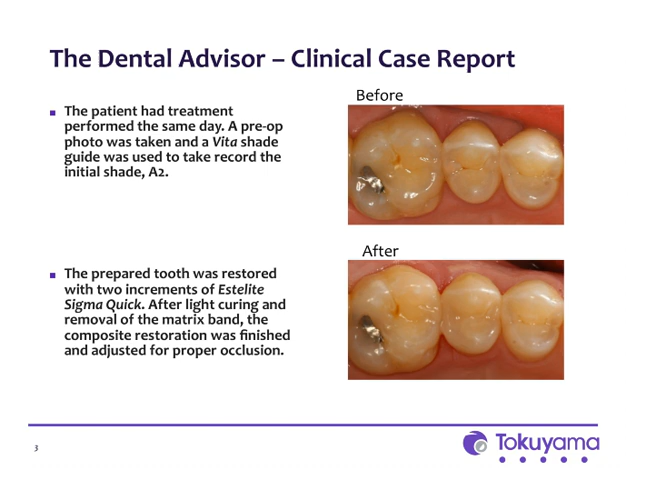 The Dental Advisor – Clinical Case Report
Before
■ The patient had treatment
performed the same day. A pre-op
photo was taken and a Vita shade
guide was used to take record the
initial shade, A2.
After
■ The prepared tooth was restored
with two increments of Estelite
Sigma Quick. After light curing and
removal of the matrix band, the
composite restoration was finished
and adjusted for proper occlusion.
3
Tokuyama